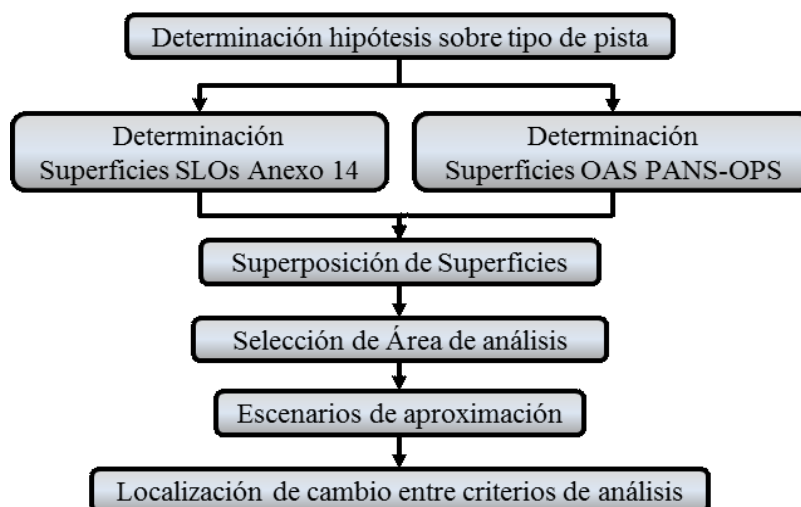 Determinación hipótesis sobre tipo de pista
Determinación
Superficies SLOs Anexo 14
Determinación
Superficies OAS PANS-OPS
Superposición de Superficies
Selección de Área de análisis
Escenarios de aproximación
Localización de cambio entre criterios de análisis